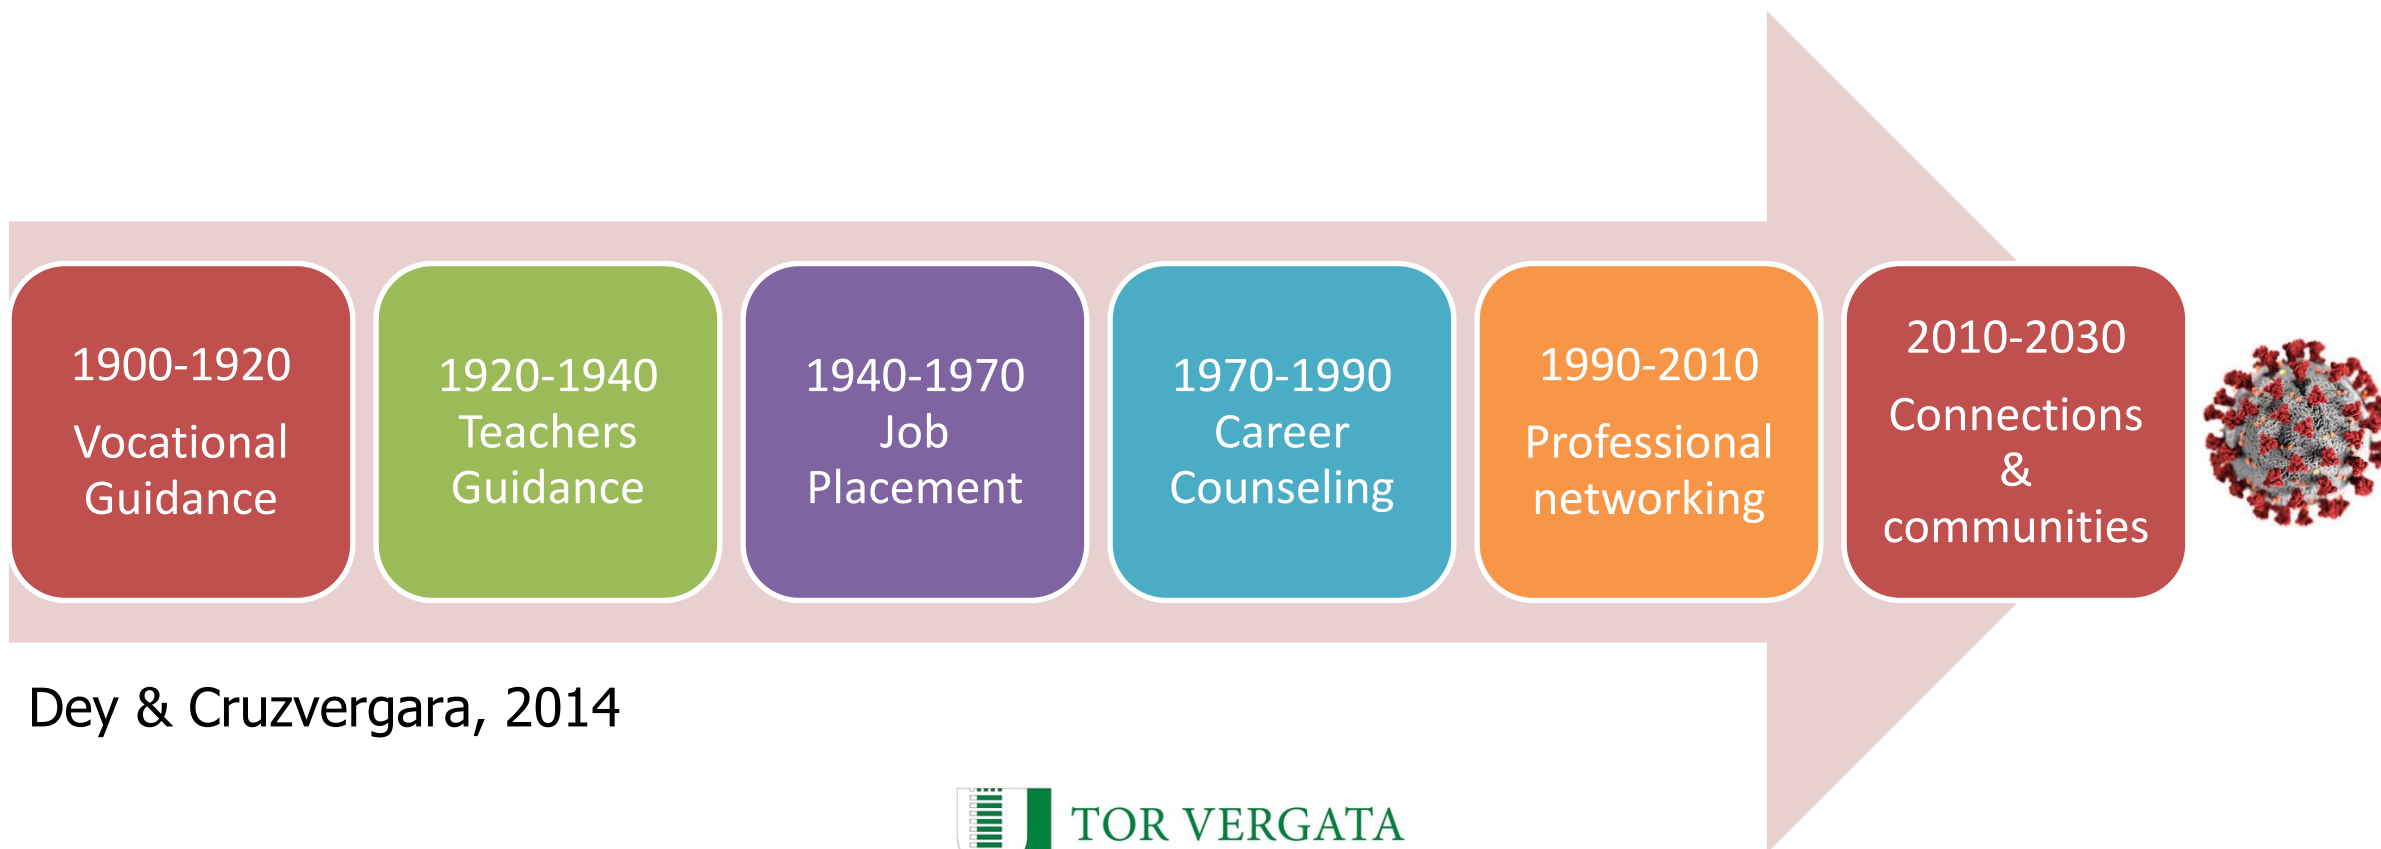 1900-1920
Vocational
Guidance
1920-1940
Teachers
Guidance
1940-1970
Job
Placement
1970-1990
Career
Counseling
1990-2010
Professional
networking
2010-2030
Connections
&
communities
Dey & Cruzvergara, 2014
TOR VERGATA